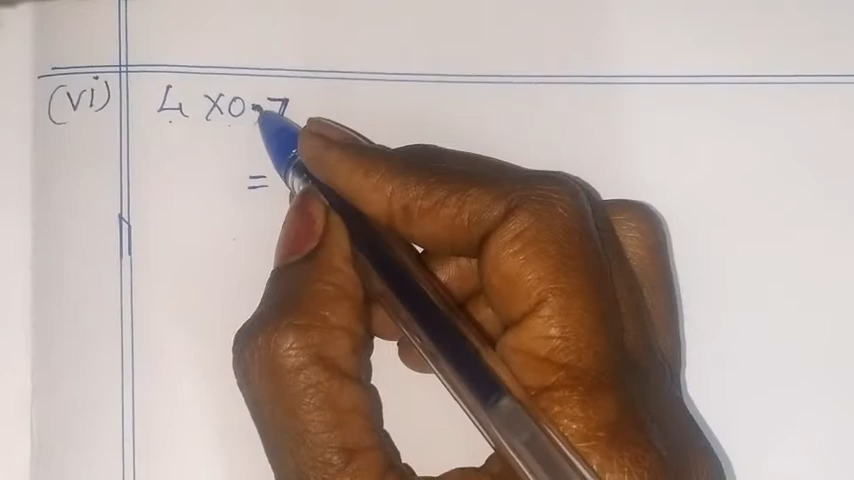 (vi) 4 ×0.7
=